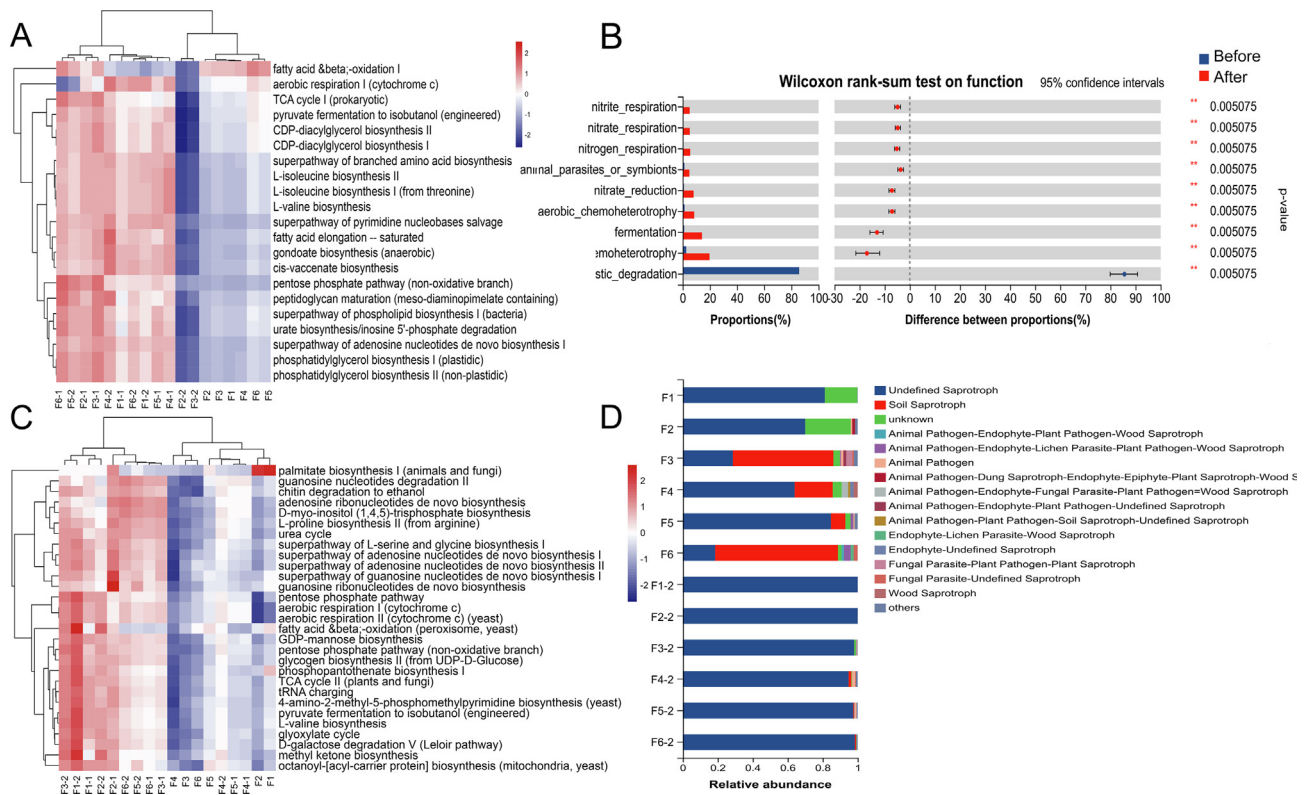 A
2
1
0
-1
-2
fatty acid &beta;-oxidation I
aerobic respiration I (cytochrome c)
TCA cycle I (prokaryotic)
pyruvate fermentation to isobutanol (engineered)
CDP-diacylglycerol biosynthesis II
CDP-diacylglycerol biosynthesis I
superpathway of branched amino acid biosynthesis
L-isoleucine biosynthesis II
L-isoleucine biosynthesis I (from threonine)
L-valine biosynthesis
superpathway of pyrimidine nucleobases salvage
fatty acid elongation -- saturated
gondoate biosynthesis (anaerobic)
cis-vaccenate biosynthesis
pentose phosphate pathway (non-oxidative branch)
peptidoglycan maturation (meso-diaminopimelate containing)
superpathway of phospholipid biosynthesis I (bacteria)
urate biosynthesis/inosine 5'-phosphate degradation
superpathway of adenosine nucleotides de novo biosynthesis I
phosphatidylglycerol biosynthesis I (plastidic)
phosphatidylglycerol biosynthesis II (non-plastidic)
F6-1 F5-2 F2-1 F3-1 F4-2 F1-1 F6-2 F1-2 F5-1 F4-1 F2-2 F3-2 F2 F3 F1 F4 F6 F5
B
Before
After
Wilcoxon rank-sum test on function 95% confidence intervals
nitrite_respiration ** 0.005075
nitrate_respiration ** 0.005075
nitrogen_respiration ** 0.005075
animal_parasites_or_symbionts ** 0.005075
nitrate_reduction ** 0.005075
aerobic_chemoheterotrophy ** 0.005075
fermentation ** 0.005075
emoheterotrophy ** 0.005075
stic_degradation ** 0.005075
p-value
0 20 40 60 80 100 -30 -20 -10 0 10 20 30 40 50 60 70 80 90 100
Proportions(%) Difference between proportions(%)
C
2
1
0
-1
-2
palmitate biosynthesis I (animals and fungi)
guanosine nucleotides degradation II
chitin degradation to ethanol
adenosine ribonucleotides de novo biosynthesis
D-myo-inositol (1,4,5)-trisphosphate biosynthesis
L-proline biosynthesis II (from arginine)
urea cycle
superpathway of L-serine and glycine biosynthesis I
superpathway of adenosine nucleotides de novo biosynthesis I
superpathway of adenosine nucleotides de novo biosynthesis II
superpathway of guanosine nucleotides de novo biosynthesis I
guanosine ribonucleotides de novo biosynthesis
pentose phosphate pathway
aerobic respiration I (cytochrome c)
aerobic respiration II (cytochrome c) (yeast)
fatty acid &beta;-oxidation (peroxisome, yeast)
GDP-mannose biosynthesis
pentose phosphate pathway (non-oxidative branch)
glycogen biosynthesis II (from UDP-D-Glucose)
phosphopantothenate biosynthesis I
TCA cycle II (plants and fungi)
tRNA charging
4-amino-2-methyl-5-phosphomethylpyrimidine biosynthesis (yeast)
pyruvate fermentation to isobutanol (engineered)
L-valine biosynthesis
glyoxylate cycle
D-galactose degradation V (Leloir pathway)
methyl ketone biosynthesis
octanoyl-[acyl-carrier protein] biosynthesis (mitochondria, yeast)
F3-2 F1-2 F1-1 F2-2 F2-1 F6-2 F5-2 F6-1 F3-1 F4 F3 F6 F5 F4-2 F5-1 F4-1 F2 F1
D
F1
F2
F3
F4
F5
F6
F1-2
F2-2
F3-2
F4-2
F5-2
F6-2
0 0.2 0.4 0.6 0.8 1
Relative abundance
Undefined Saprotroph
Soil Saprotroph
unknown
Animal Pathogen-Endophyte-Plant Pathogen-Wood Saprotroph
Animal Pathogen-Endophyte-Lichen Parasite-Plant Pathogen-Wood Saprotroph
Animal Pathogen
Animal Pathogen-Dung Saprotroph-Endophyte-Epiphyte-Plant Saprotroph-Wood S
Animal Pathogen-Endophyte-Fungal Parasite-Plant Pathogen=Wood Saprotroph
Animal Pathogen-Endophyte-Plant Pathogen-Undefined Saprotroph
Animal Pathogen-Plant Pathogen-Soil Saprotroph-Undefined Saprotroph
Endophyte-Lichen Parasite-Wood Saprotroph
Endophyte-Undefined Saprotroph
Fungal Parasite-Plant Pathogen-Plant Saprotroph
Fungal Parasite-Undefined Saprotroph
Wood Saprotroph
others